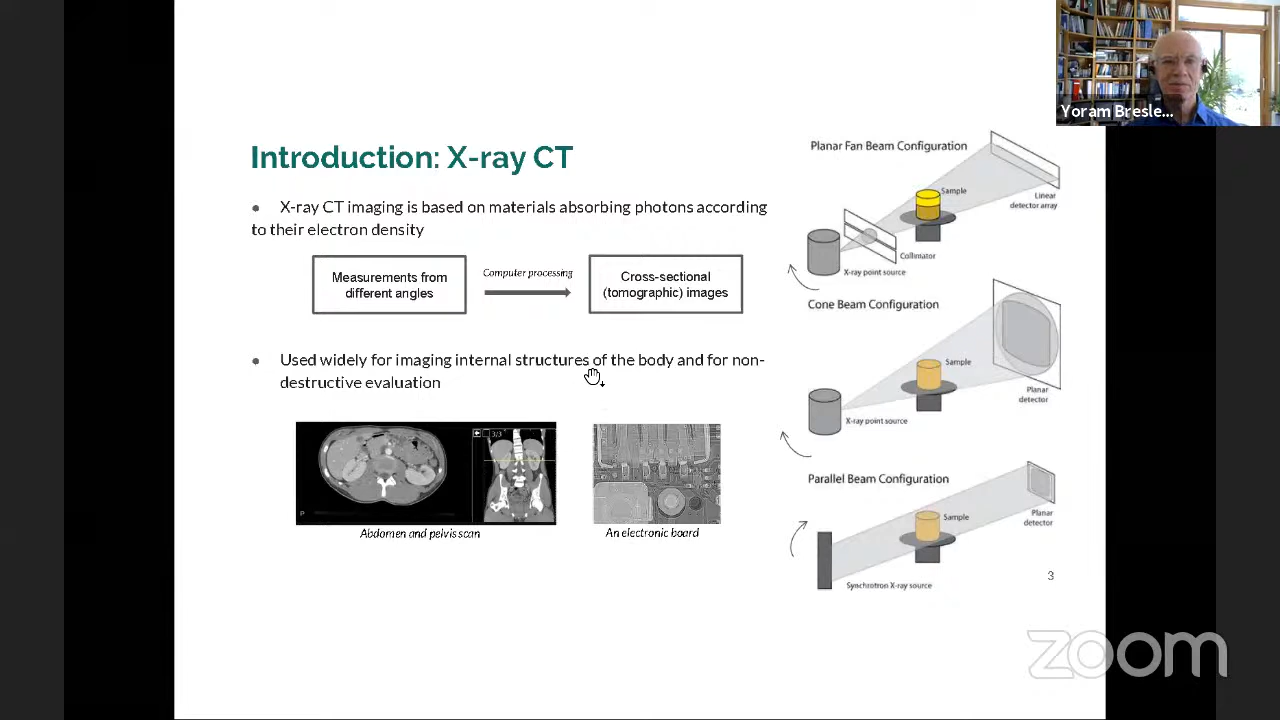 Yoram Bresle...
Introduction: X-ray CT
● X-ray CT imaging is based on materials absorbing photons according
to their electron density
Measurements from
different angles
Computer processing
Cross-sectional
(tomographic) images
● Used widely for imaging internal structures of the body and for non-
destructive evaluation
3/3
P
Abdomen and pelvis scan
An electronic board
Planar Fan Beam Configuration
Sample
Linear
detector array
Collimator
X-ray point source
Cone Beam Configuration
Sample
Planar
detector
X-ray point source
Parallel Beam Configuration
Sample
Planar
detector
Synchrotron X-ray source
3
zoom